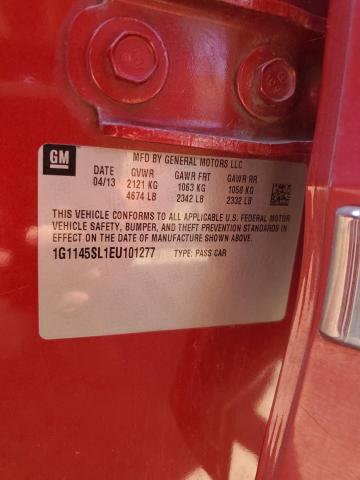 GM
MFD BY GENERAL MOTORS LLC
DATE GVWR GAWR FRT GAWR RR
04/13 2121 KG 1063 KG 1058 KG
4674 LB 2342 LB 2332 LB
THIS VEHICLE CONFORMS TO ALL APPLICABLE U.S. FEDERAL MOTOR
VEHICLE SAFETY, BUMPER, AND THEFT PREVENTION STANDARDS IN
EFFECT ON THE DATE OF MANUFACTURE SHOWN ABOVE.
1G1145SL1EU101277 TYPE: PASS CAR